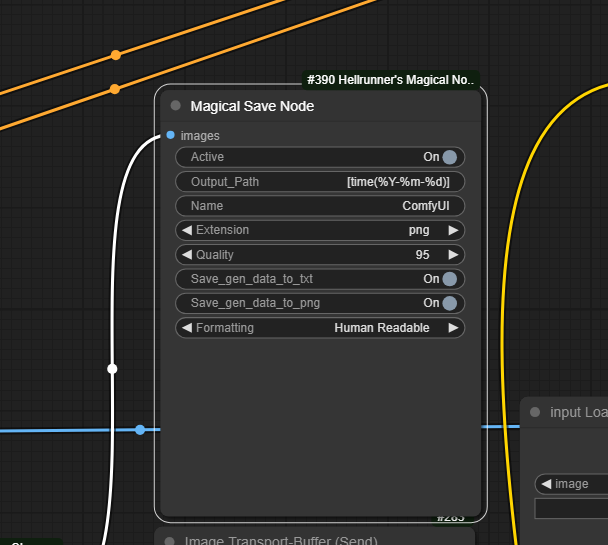 #390 Hellrunner's Magical No..
Magical Save Node
images
Active On
Output_Path [time(%Y-%m-%d)]
Name ComfyUI
Extension png
Quality 95
Save_gen_data_to_txt On
Save_gen_data_to_png On
Formatting Human Readable
input Loa
image
#283
Image Transport-Buffer (Send)